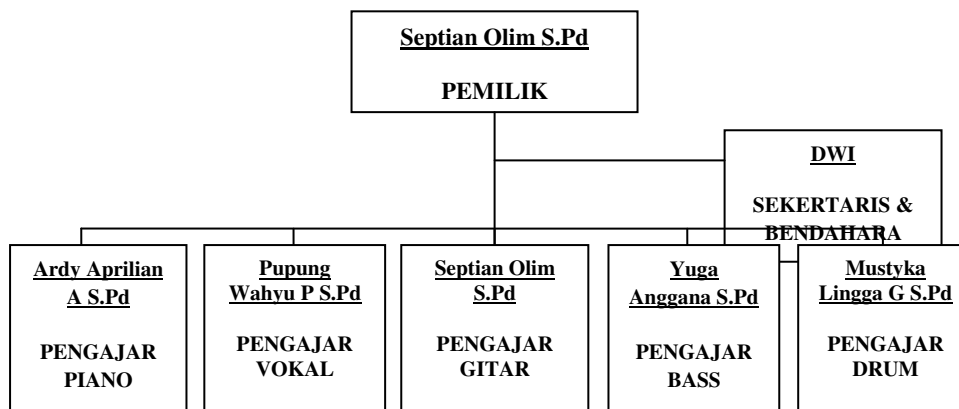 Septian Olim S.Pd
PEMILIK
DWI
SEKERTARIS &
BENDAHARA
Ardy Aprilian
A S.Pd
PENGAJAR
PIANO
Pupung
Wahyu P S.Pd
PENGAJAR
VOKAL
Septian Olim
S.Pd
PENGAJAR
GITAR
Yuga
Anggana S.Pd
PENGAJAR
BASS
Mustyka
Lingga G S.Pd
PENGAJAR
DRUM